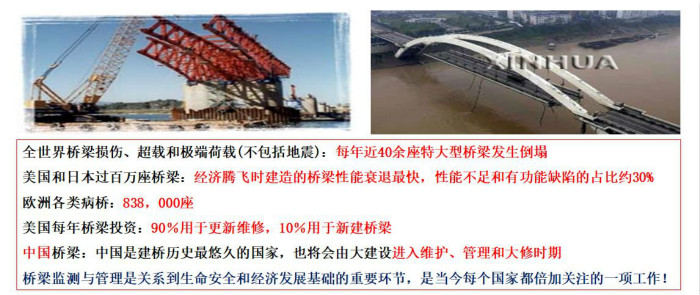 XINHUA
全世界桥梁损伤、超载和极端荷载(不包括地震)：每年近40余座特大型桥梁发生倒塌
美国和日本过百万座桥梁：经济腾飞时建造的桥梁性能衰退最快，性能不足和有功能缺陷的占比约30%
欧洲各类病桥：838，000座
美国每年桥梁投资：90%用于更新维修，10%用于新建桥梁
中国桥梁：中国是建桥历史最悠久的国家，也将会由大建设进入维护、管理和大修时期
桥梁监测与管理是关系到生命安全和经济发展基础的重要环节，是当今每个国家都倍加关注的一项工作！